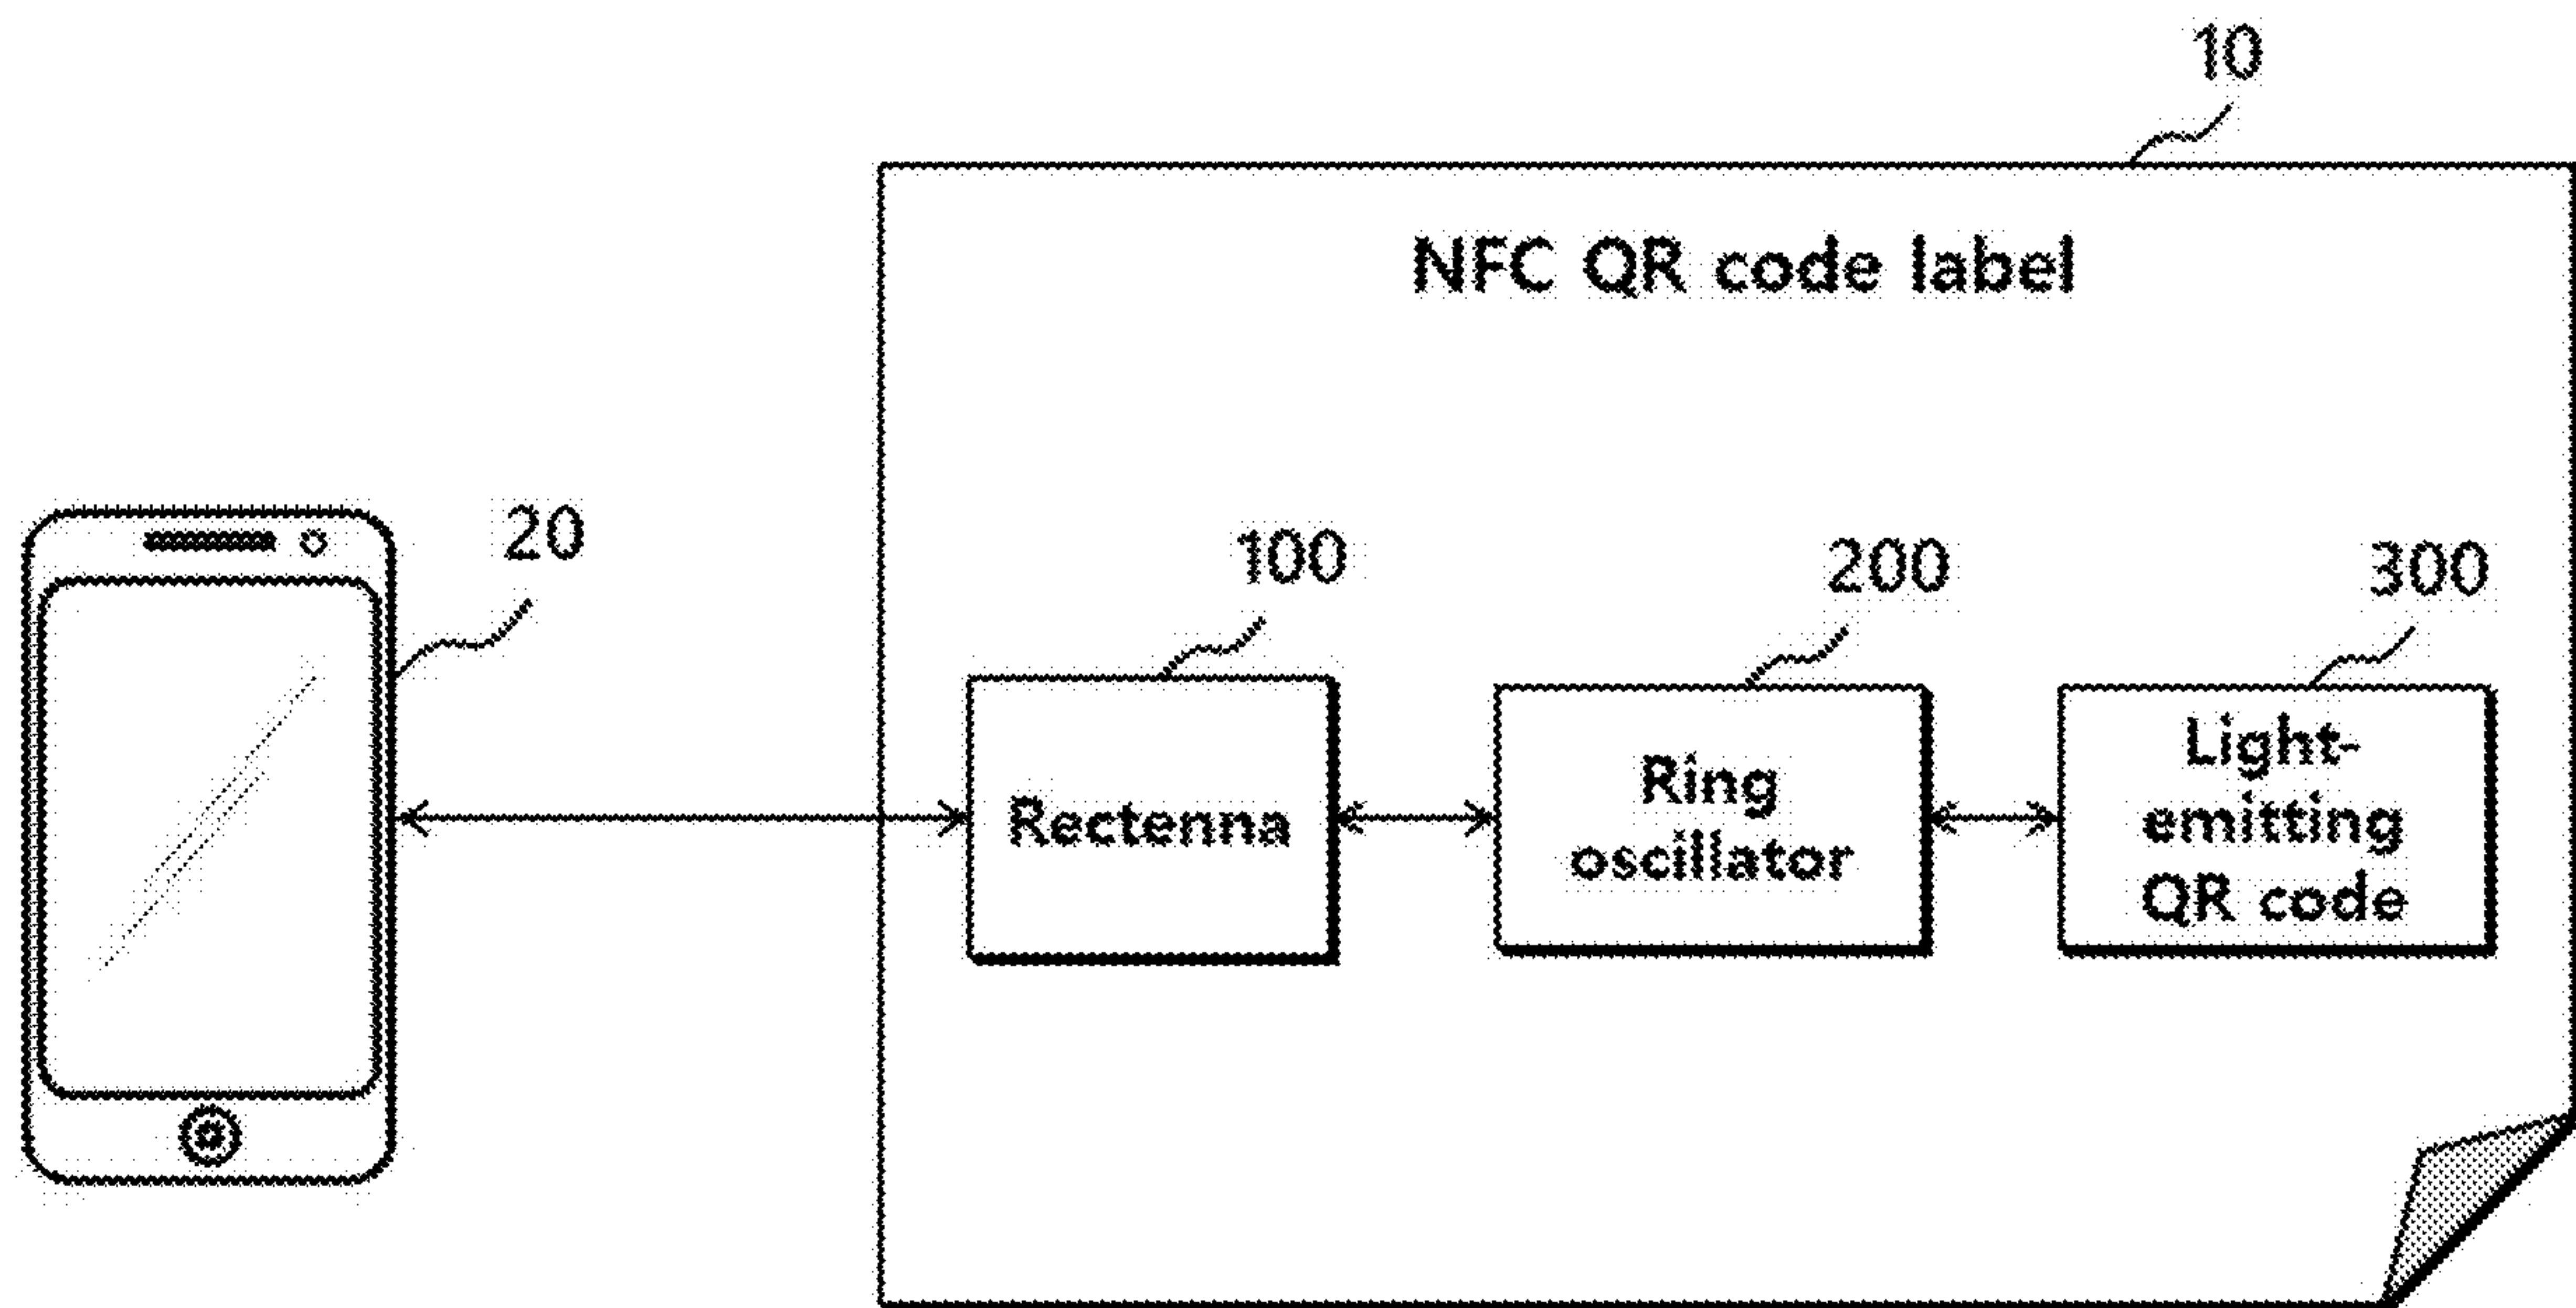 10
NFC QR code label
20
100
200
300
Rectenna
Ring
oscillator
Light-
emitting
QR code